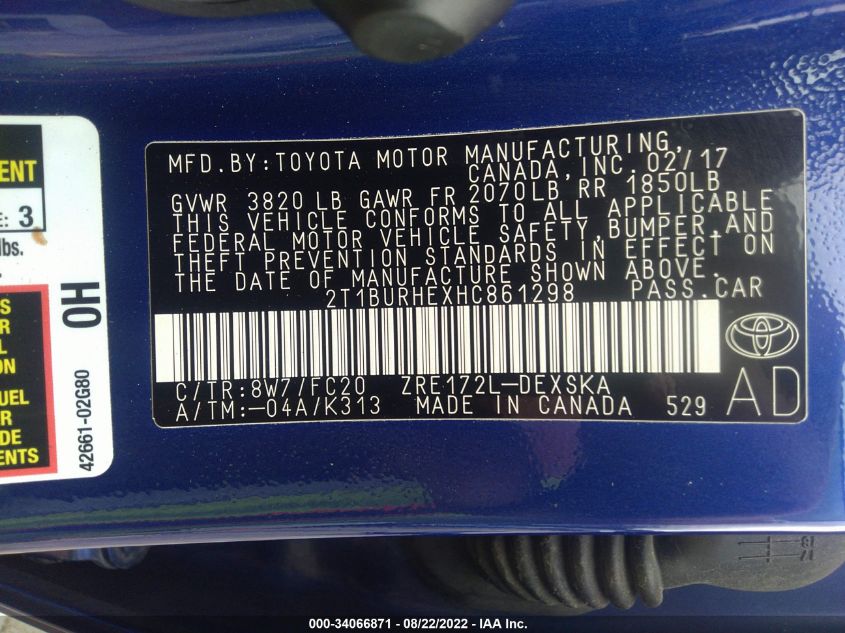 ENT
E: 3
lbs.
S
R
L
ON
UEL
R
DE
ENTS
OH
42661-02G80
MFD.BY:TOYOTA MOTOR MANUFACTURING,
CANADA,INC. 02/17
GVWR 3820 LB GAWR FR 2070LB, RR 1850LB
THIS VEHICLE CONFORMS TO ALL APPLICABLE
FEDERAL MOTOR VEHICLE SAFETY,BUMPER,AND
THEFT PREVENTION STANDARDS IN EFFECT ON
THE DATE OF MANUFACTURE SHOWN ABOVE.
2T1BURHEXHC861298 PASS.CAR
C/TR:8W7/FC20 ZRE172L-DEXSKA
A/TM:-04A/K313 MADE IN CANADA 529
AD
000-34066871 // 08/22/2022 -- IAA Inc.